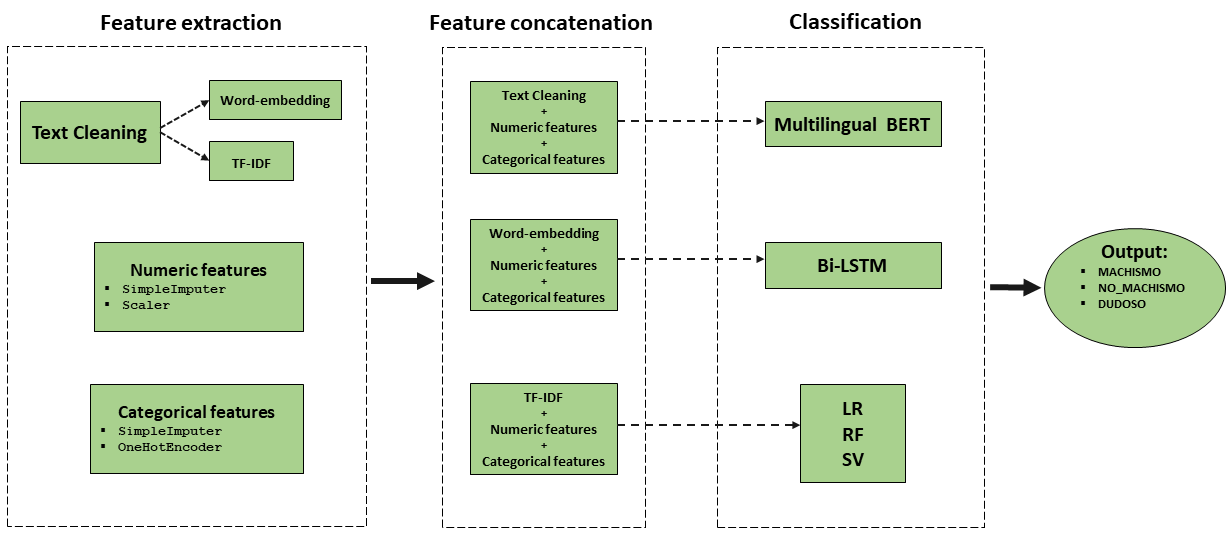 Feature extraction
Text Cleaning
Word-embedding
TF-IDF
Numeric features
▪ SimpleImputer
▪ Scaler
Categorical features
▪ SimpleImputer
▪ OneHotEncoder
Feature concatenation
Text Cleaning
+
Numeric features
+
Categorical features
Word-embedding
+
Numeric features
+
Categorical features
TF-IDF
+
Numeric features
+
Categorical features
Classification
Multilingual BERT
Bi-LSTM
LR
RF
SV
Output:
▪ MACHISMO
▪ NO_MACHISMO
▪ DUDOSO